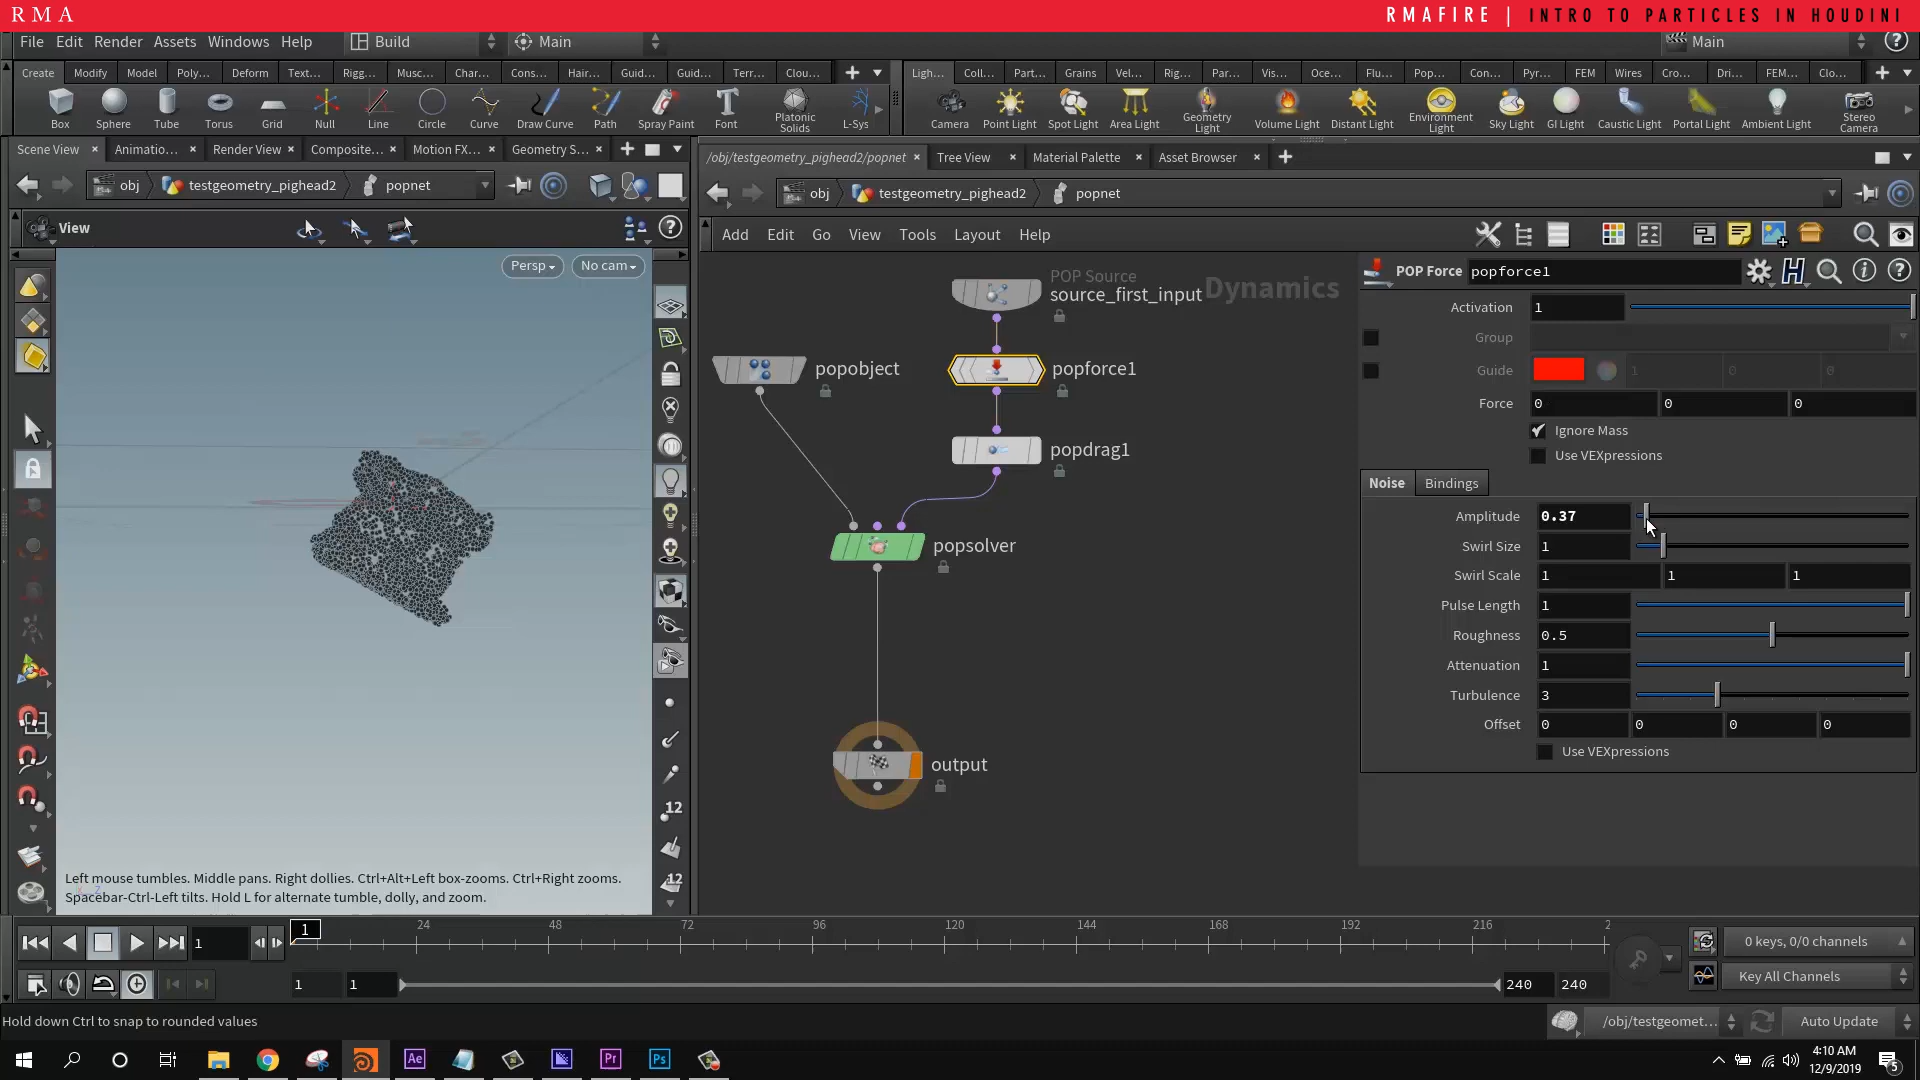 RMA
RMAFIRE | INTRO TO PARTICLES IN HOUDINI
File Edit Render Assets Windows Help Build Main Main
Create Modify Model Poly... Deform Text... Rigg... Musc... Char... Cons... Hair... Guid... Guid... Terr... Clou...
Ligh... Coll... Part... Grains Vel... Rig... Par... Vis... Oce... Flu... Pop... Con... Pyr... FEM Wires Cro... Dri... FEM... Clo...
Box Sphere Tube Torus Grid Null Line Circle Curve Draw Curve Path Spray Paint Font Platonic Solids L-Sys
Camera Point Light Spot Light Area Light Geometry Light Volume Light Distant Light Environment Light Sky Light GI Light Caustic Light Portal Light Ambient Light Stereo Camera
Scene View Animatio... Render View Composite... Motion FX... Geometry S...
/obj/testgeometry_pighead2/popnet Tree View Material Palette Asset Browser
obj testgeometry_pighead2 popnet
obj testgeometry_pighead2 popnet
View
Add Edit Go View Tools Layout Help
Persp No cam
POP Source
source_first_input
Dynamics
popobject
popforce1
popdrag1
popsolver
output
POP Force popforce1
Activation 1
Group
Guide 1 0 0
Force 0 0 0
Ignore Mass
Use VEXpressions
Noise Bindings
Amplitude 0.37
Swirl Size 1
Swirl Scale 1 1 1
Pulse Length 1
Roughness 0.5
Attenuation 1
Turbulence 3
Offset 0 0 0 0
Use VEXpressions
12
12
Left mouse tumbles. Middle pans. Right dollies. Ctrl+Alt+Left box-zooms. Ctrl+Right zooms.
Spacebar-Ctrl-Left tilts. Hold L for alternate tumble, dolly, and zoom.
1 1 24 48 72 96 120 144 168 192 216 2
0 keys, 0/0 channels
1 1 240 240
Key All Channels
Hold down Ctrl to snap to rounded values
/obj/testgeomet... Auto Update
Ae Pr Ps
4:10 AM
12/9/2019
5